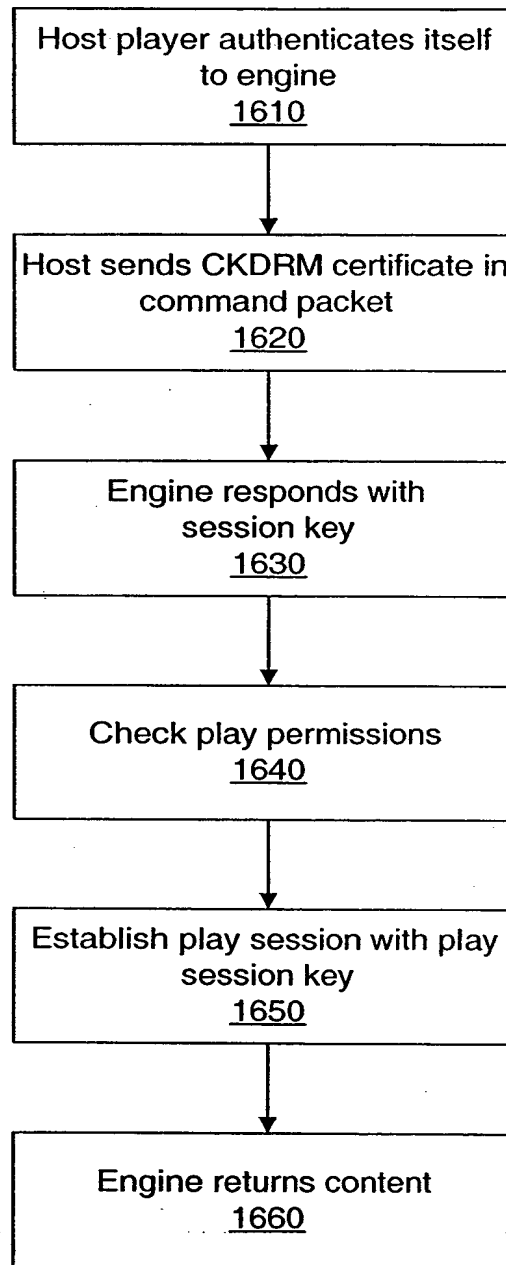 Host player authenticates itself
to engine
1610
Host sends CKDRM certificate in
command packet
1620
Engine responds with
session key
1630
Check play permissions
1640
Establish play session with play
session key
1650
Engine returns content
1660